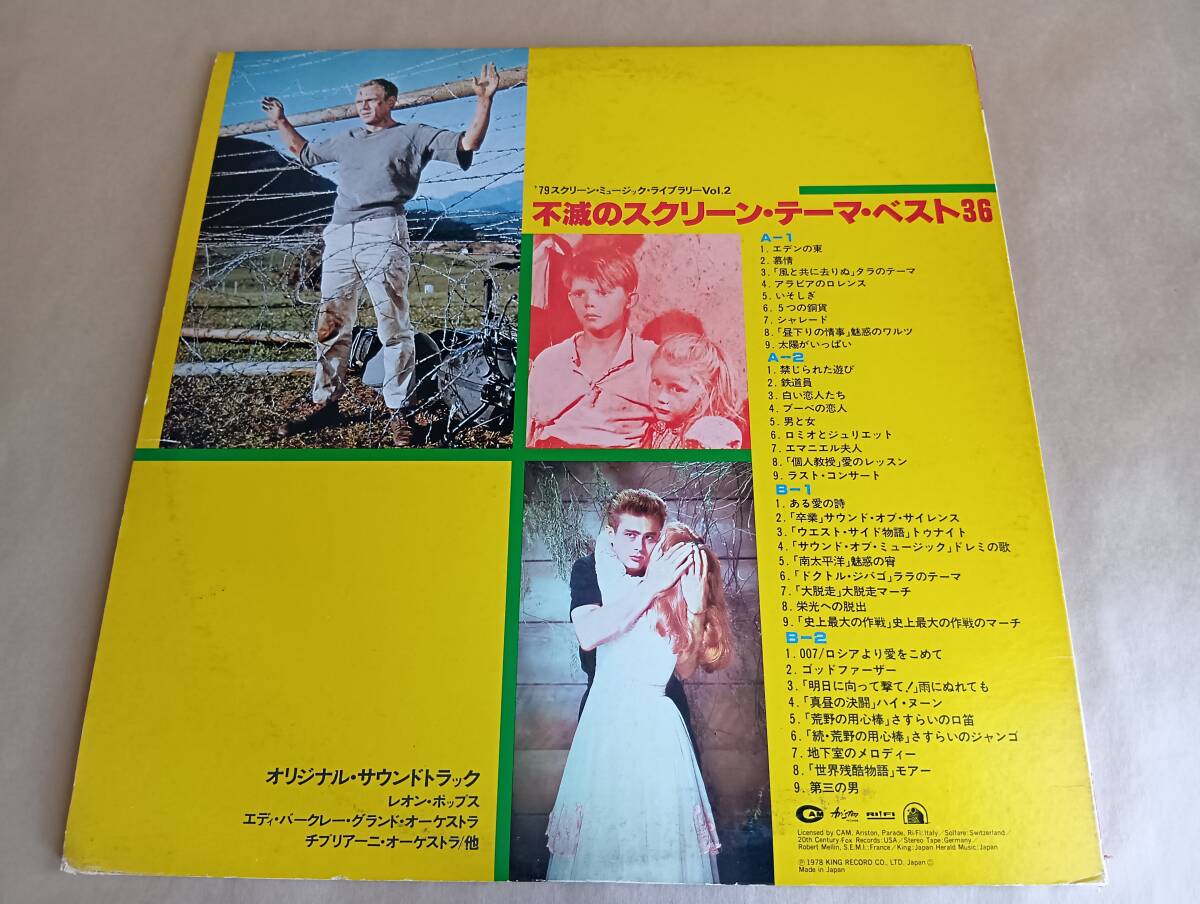 '79スクリーン・ミュージック・ライブラリーVol.2
不滅のスクリーン・テーマ・ベスト36
A-1
1. エデンの東
2. 慕情
3.「風と共に去りぬ」タラのテーマ
4. アラビアのロレンス
5. いそしぎ
6. 5つの銅貨
7. シャレード
8.「昼下りの情事」魅惑のワルツ
9. 太陽がいっぱい
A-2
1. 禁じられた遊び
2. 鉄道員
3. 白い恋人たち
4. ブーベの恋人
5. 男と女
6. ロミオとジュリエット
7. エマニエル夫人
8.「個人教授」愛のレッスン
9. ラスト・コンサート
B-1
1. ある愛の詩
2.「卒業」サウンド・オブ・サイレンス
3.「ウエスト・サイド物語」トゥナイト
4.「サウンド・オブ・ミュージック」ドレミの歌
5.「南太平洋」魅惑の宵
6.「ドクトル・ジバゴ」ララのテーマ
7.「大脱走」大脱走マーチ
8. 栄光への脱出
9.「史上最大の作戦」史上最大の作戦のマーチ
B-2
1. 007/ロシアより愛をこめて
2. ゴッドファーザー
3.「明日に向って撃て!」雨にぬれても
4.「真昼の決闘」ハイ・ヌーン
5.「荒野の用心棒」さすらいの口笛
6.「続・荒野の用心棒」さすらいのジャンゴ
7. 地下室のメロディー
8.「世界残酷物語」モアー
9. 第三の男
オリジナル・サウンドトラック
レオン・ポップス
エディ・バークレー・グランド・オーケストラ
チプリアーニ・オーケストラ/他
CAM Ariston RI-FI
Licensed by CAM, Ariston, Parade, Ri-Fi: Italy／Solfare: Switzerland／
20th Century-Fox Records: USA／Stereo Tape: Germany／
Robert Mellin, S.E.M.I.: France／King: Japan Herald Music: Japan
Ⓟ 1978 KING RECORD CO., LTD. Japan
Made in Japan